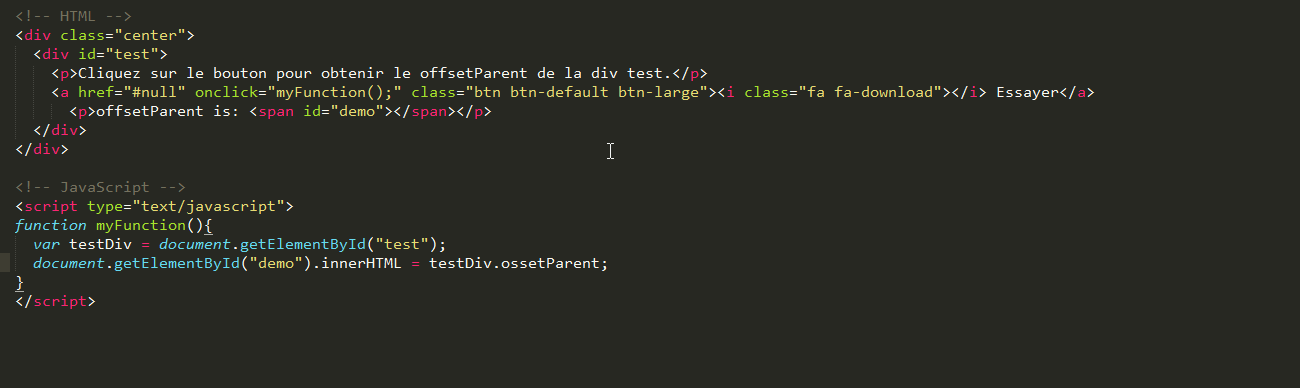 <!-- HTML -->
<div class="center">
  <div id="test">
    <p>Cliquez sur le bouton pour obtenir le offsetParent de la div test.</p>
    <a href="#null" onclick="myFunction();" class="btn btn-default btn-large"><i class="fa fa-download"></i> Essayer</a>
      <p>offsetParent is: <span id="demo"></span></p>
  </div>
</div>

<!-- JavaScript -->
<script type="text/javascript">
function myFunction(){
  var testDiv = document.getElementById("test");
  document.getElementById("demo").innerHTML = testDiv.ossetParent;
}
</script>